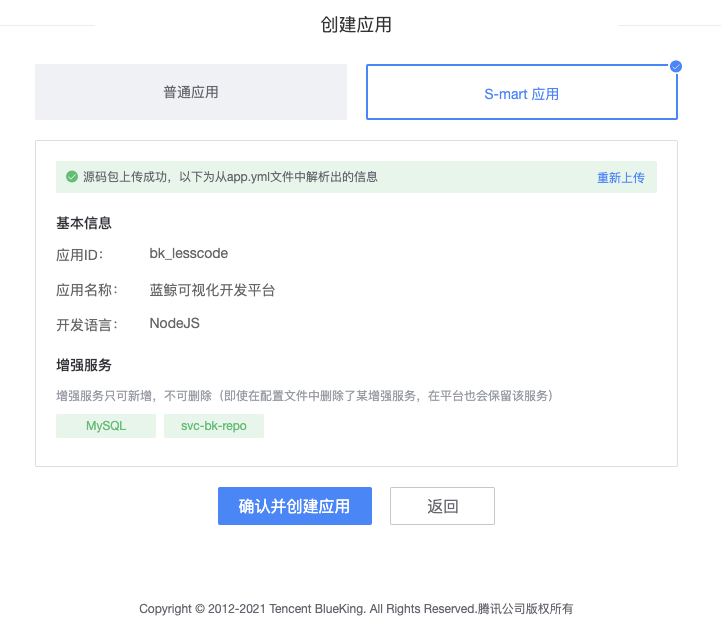 创建应用
普通应用
S-mart 应用
源码包上传成功，以下为从app.yml文件中解析出的信息
重新上传
基本信息
应用ID：
bk_lesscode
应用名称：
蓝鲸可视化开发平台
开发语言：
NodeJS
增强服务
增强服务只可新增，不可删除（即使在配置文件中删除了某增强服务，在平台也会保留该服务）
MySQL
svc-bk-repo
确认并创建应用
返回
Copyright © 2012-2021 Tencent BlueKing. All Rights Reserved.腾讯公司版权所有